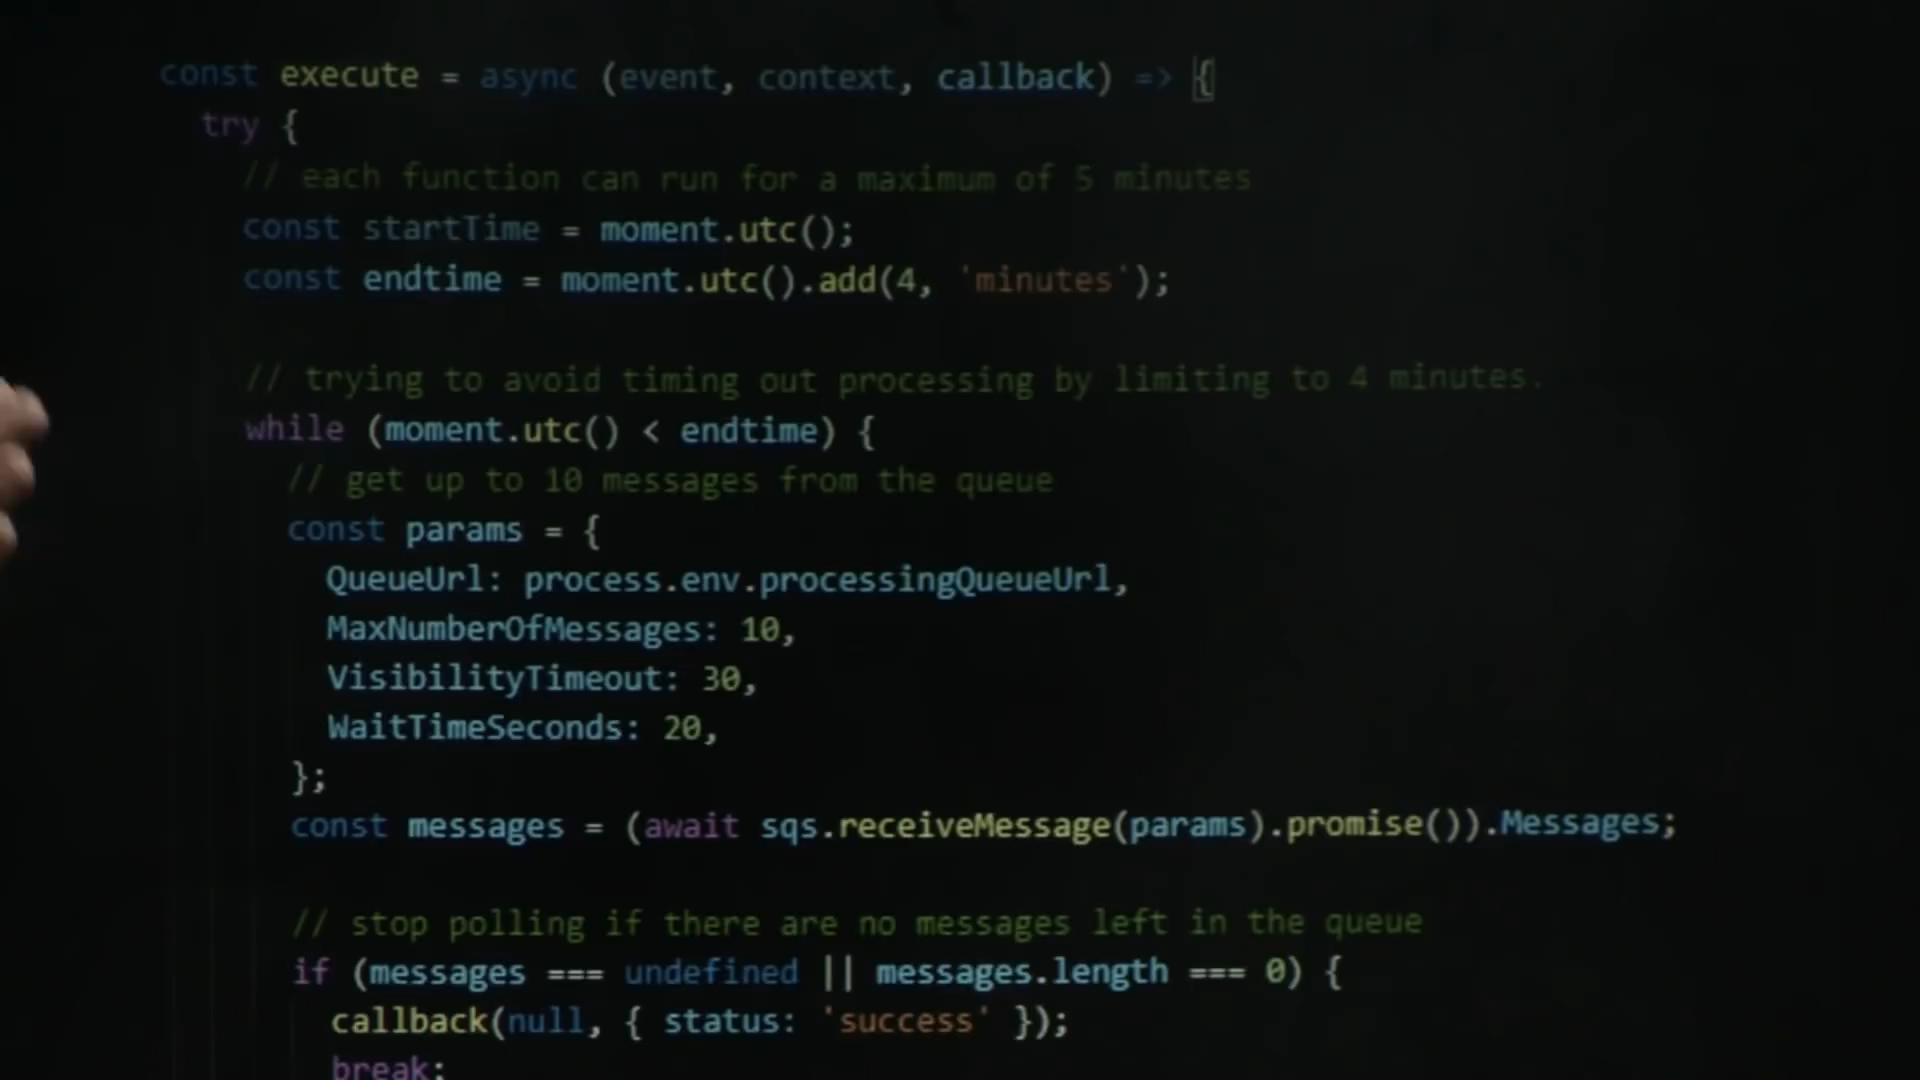 const execute = async (event, context, callback) => {
try {
// each function can run for a maximum of 5 minutes
const startTime = moment.utc();
const endtime = moment.utc().add(4, 'minutes');
// trying to avoid timing out processing by limiting to 4 minutes.
while (moment.utc() < endtime) {
// get up to 10 messages from the queue
const params = {
QueueUrl: process.env.processingQueueUrl,
MaxNumberOfMessages: 10,
VisibilityTimeout: 30,
WaitTimeSeconds: 20,
};
const messages = (await sqs.receiveMessage(params).promise()).Messages;
// stop polling if there are no messages left in the queue
if (messages === undefined || messages.length === 0) {
callback(null, { status: 'success' });
break;